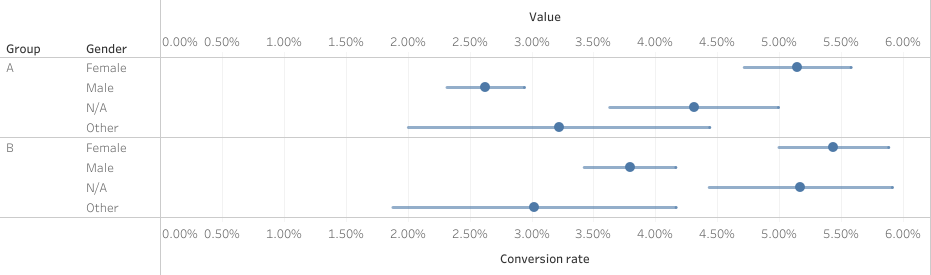 Value
Group Gender 0.00% 0.50% 1.00% 1.50% 2.00% 2.50% 3.00% 3.50% 4.00% 4.50% 5.00% 5.50% 6.00%
A Female
Male
N/A
Other
B Female
Male
N/A
Other
0.00% 0.50% 1.00% 1.50% 2.00% 2.50% 3.00% 3.50% 4.00% 4.50% 5.00% 5.50% 6.00%
Conversion rate